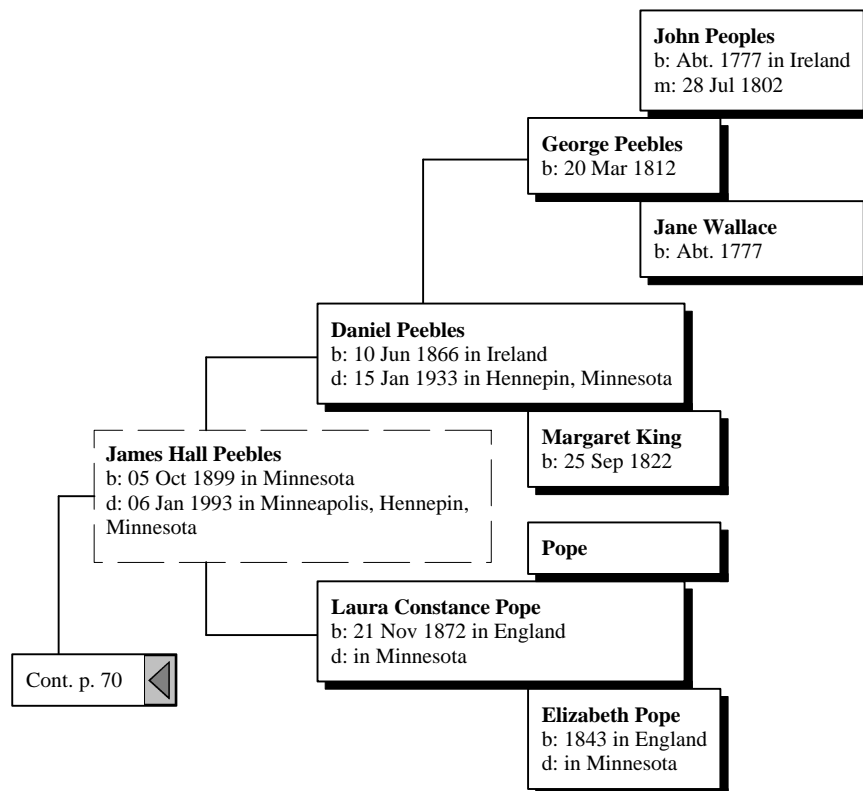 John Peoples
b: Abt. 1777 in Ireland
m: 28 Jul 1802
George Peebles
b: 20 Mar 1812
Jane Wallace
b: Abt. 1777
Daniel Peebles
b: 10 Jun 1866 in Ireland
d: 15 Jan 1933 in Hennepin, Minnesota
Margaret King
b: 25 Sep 1822
James Hall Peebles
b: 05 Oct 1899 in Minnesota
d: 06 Jan 1993 in Minneapolis, Hennepin,
Minnesota
Pope
Laura Constance Pope
b: 21 Nov 1872 in England
d: in Minnesota
Cont. p. 70
Elizabeth Pope
b: 1843 in England
d: in Minnesota